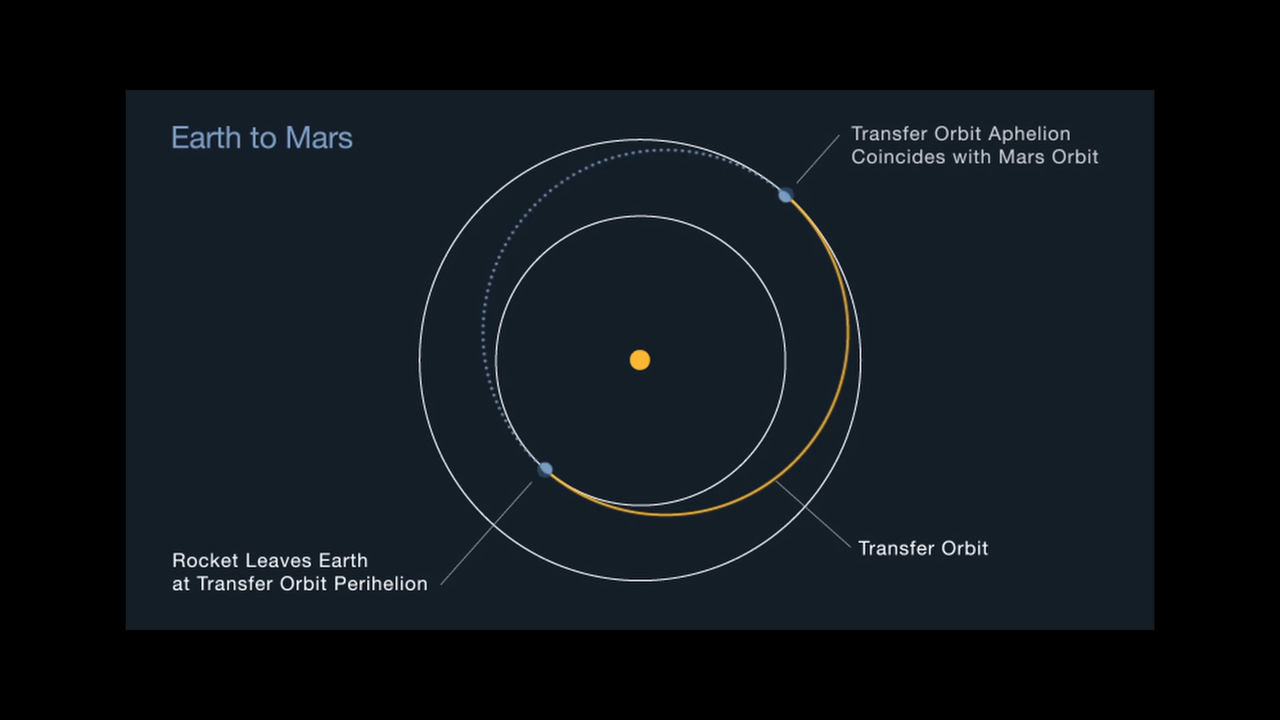 Earth to Mars
Transfer Orbit Aphelion
Coincides with Mars Orbit
Transfer Orbit
Rocket Leaves Earth
at Transfer Orbit Perihelion